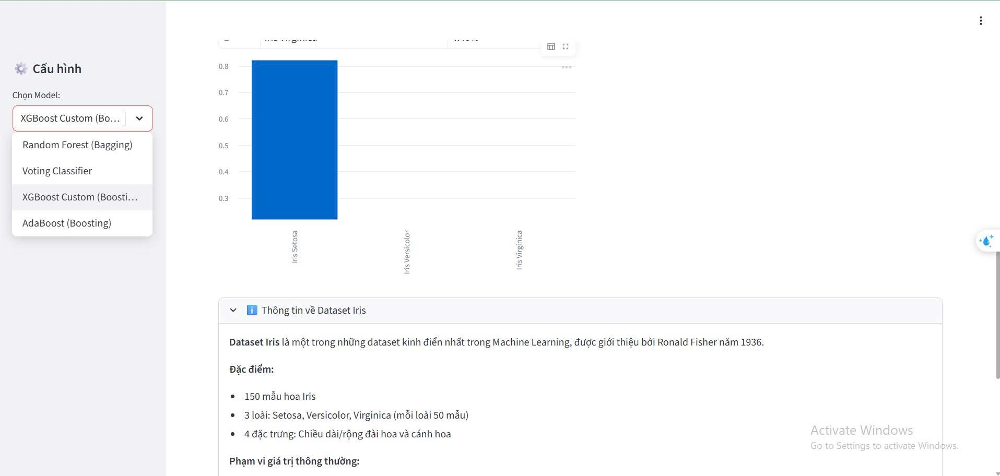 Cấu hình
Chọn Model:
XGBoost Custom (Bo...
Random Forest (Bagging)
Voting Classifier
XGBoost Custom (Boosti...
AdaBoost (Boosting)
0.8
0.7
0.6
0.5
0.4
0.3
Iris Setosa
Iris Versicolor
Iris Virginica
Thông tin về Dataset Iris
Dataset Iris là một trong những dataset kinh điển nhất trong Machine Learning, được giới thiệu bởi Ronald Fisher năm 1936.
Đặc điểm:
150 mẫu hoa Iris
3 loài: Setosa, Versicolor, Virginica (mỗi loài 50 mẫu)
4 đặc trưng: Chiều dài/rộng đài hoa và cánh hoa
Phạm vi giá trị thông thường:
Activate Windows
Go to Settings to activate Windows.